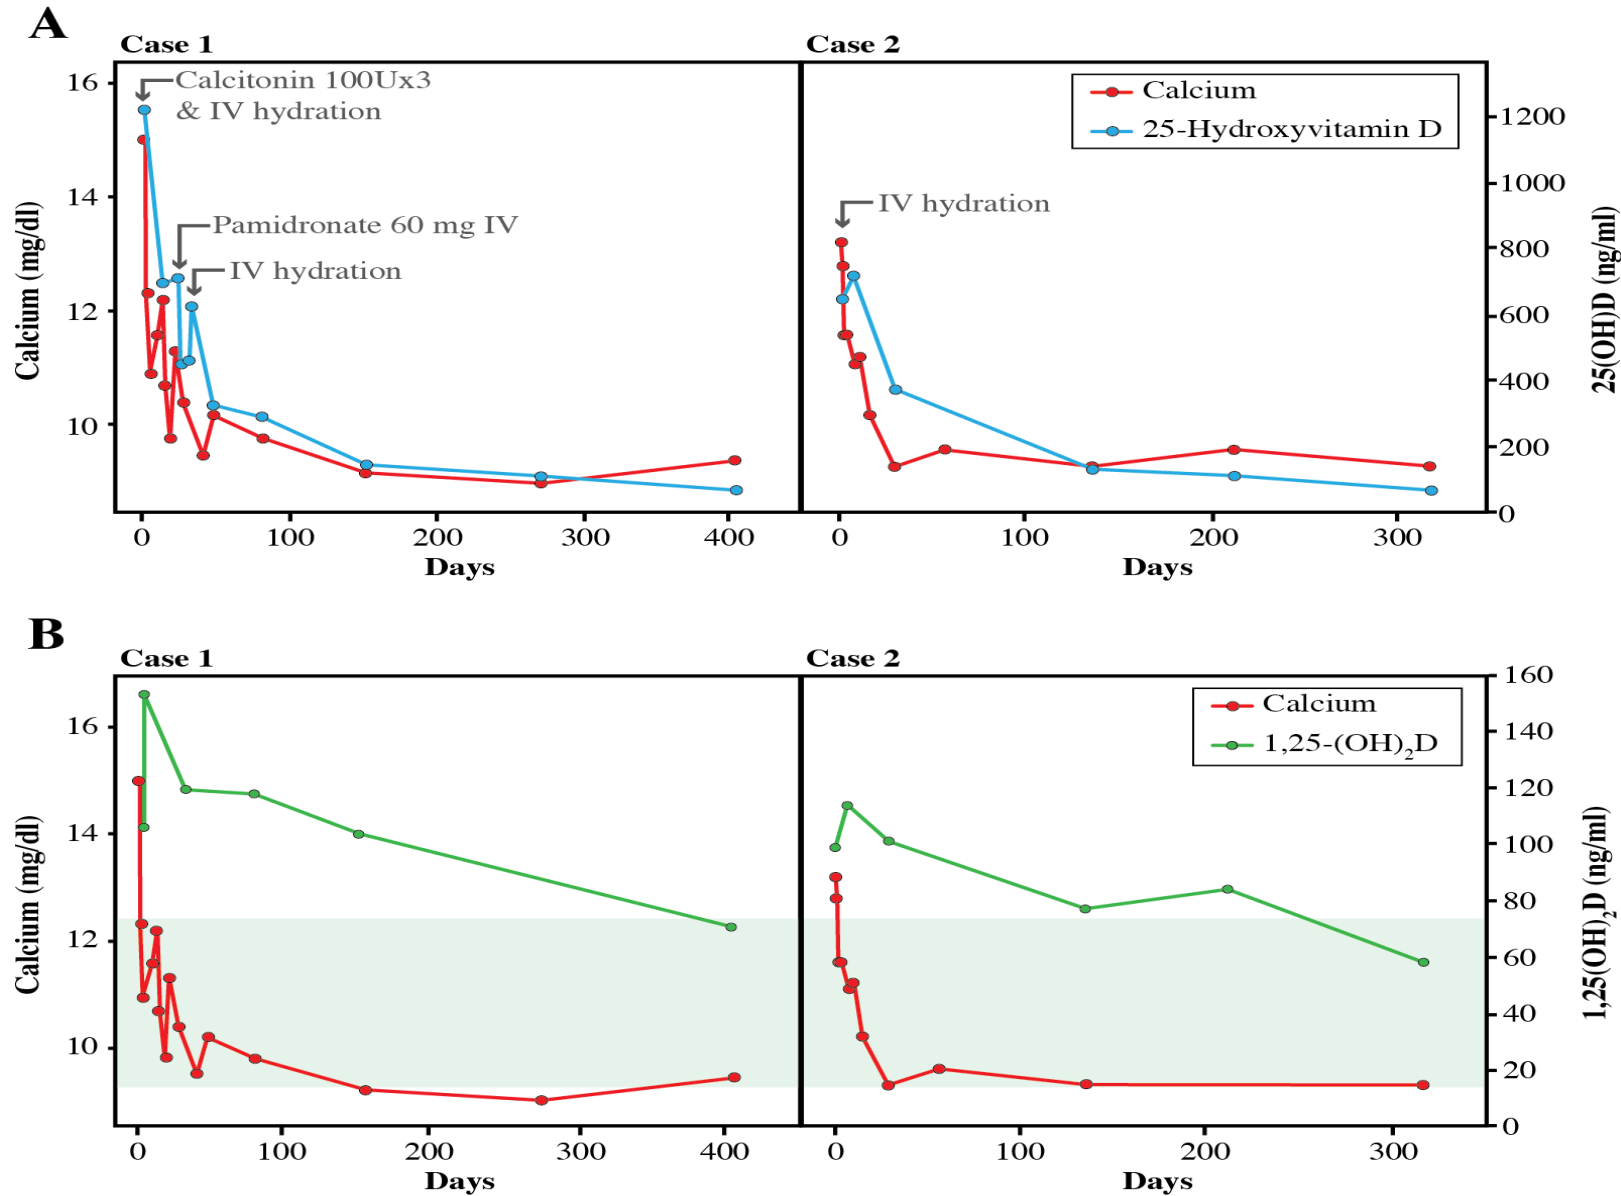 A
Case 1
Case 2
16
14
12
10
Calcium (mg/dl)
Calcitonin 100Ux3
& IV hydration
Pamidronate 60 mg IV
IV hydration
IV hydration
Calcium
25-Hydroxyvitamin D
1200
1000
800
600
400
200
0
25(OH)D (ng/ml)
0 100 200 300 400
0 100 200 300
Days
Days
B
Case 1
Case 2
16
14
12
10
Calcium (mg/dl)
Calcium
1,25-(OH)₂D
160
140
120
100
80
60
40
20
0
1,25(OH)₂D (ng/ml)
0 100 200 300 400
0 100 200 300
Days
Days